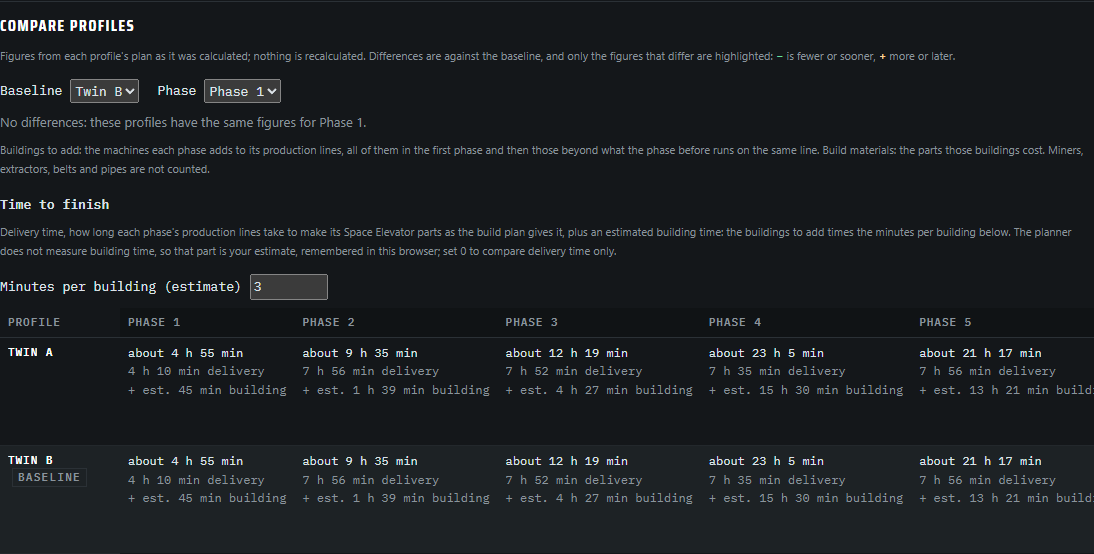 COMPARE PROFILES
Figures from each profile's plan as it was calculated; nothing is recalculated. Differences are against the baseline, and only the figures that differ are highlighted: − is fewer or sooner, + more or later.
Baseline Twin B Phase Phase 1
No differences: these profiles have the same figures for Phase 1.
Buildings to add: the machines each phase adds to its production lines, all of them in the first phase and then those beyond what the phase before runs on the same line. Build materials: the parts those buildings cost. Miners,
extractors, belts and pipes are not counted.
Time to finish
Delivery time, how long each phase's production lines take to make its Space Elevator parts as the build plan gives it, plus an estimated building time: the buildings to add times the minutes per building below. The planner
does not measure building time, so that part is your estimate, remembered in this browser; set 0 to compare delivery time only.
Minutes per building (estimate) 3
PROFILE PHASE 1 PHASE 2 PHASE 3 PHASE 4 PHASE 5
TWIN A about 4 h 55 min about 9 h 35 min about 12 h 19 min about 23 h 5 min about 21 h 17 min
4 h 10 min delivery 7 h 56 min delivery 7 h 52 min delivery 7 h 35 min delivery 7 h 56 min delivery
+ est. 45 min building + est. 1 h 39 min building + est. 4 h 27 min building + est. 15 h 30 min building + est. 13 h 21 min build
TWIN B about 4 h 55 min about 9 h 35 min about 12 h 19 min about 23 h 5 min about 21 h 17 min
BASELINE 4 h 10 min delivery 7 h 56 min delivery 7 h 52 min delivery 7 h 35 min delivery 7 h 56 min delivery
+ est. 45 min building + est. 1 h 39 min building + est. 4 h 27 min building + est. 15 h 30 min building + est. 13 h 21 min build